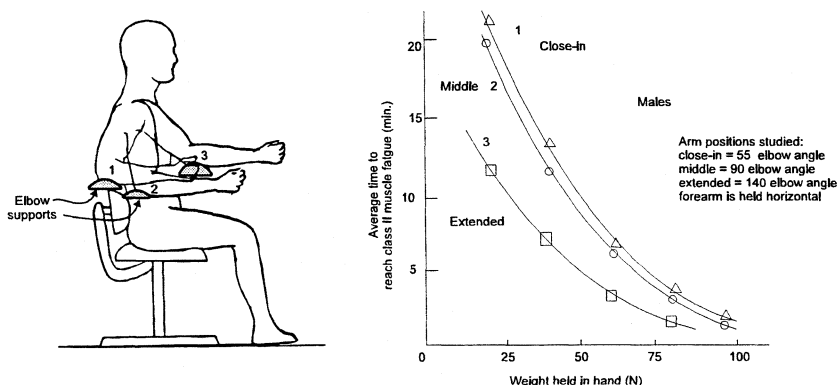 1
2
3
Elbow
supports
Average time to
reach class II muscle fatgue (min.)
20
15
10
5
0
25
50
75
100
Weight held in hand (N)
1
Close-in
Middle 2
3
Extended
Males
Arm positions studied:
close-in = 55 elbow angle
middle = 90 elbow angle
extended = 140 elbow angle
forearm is held horizontal